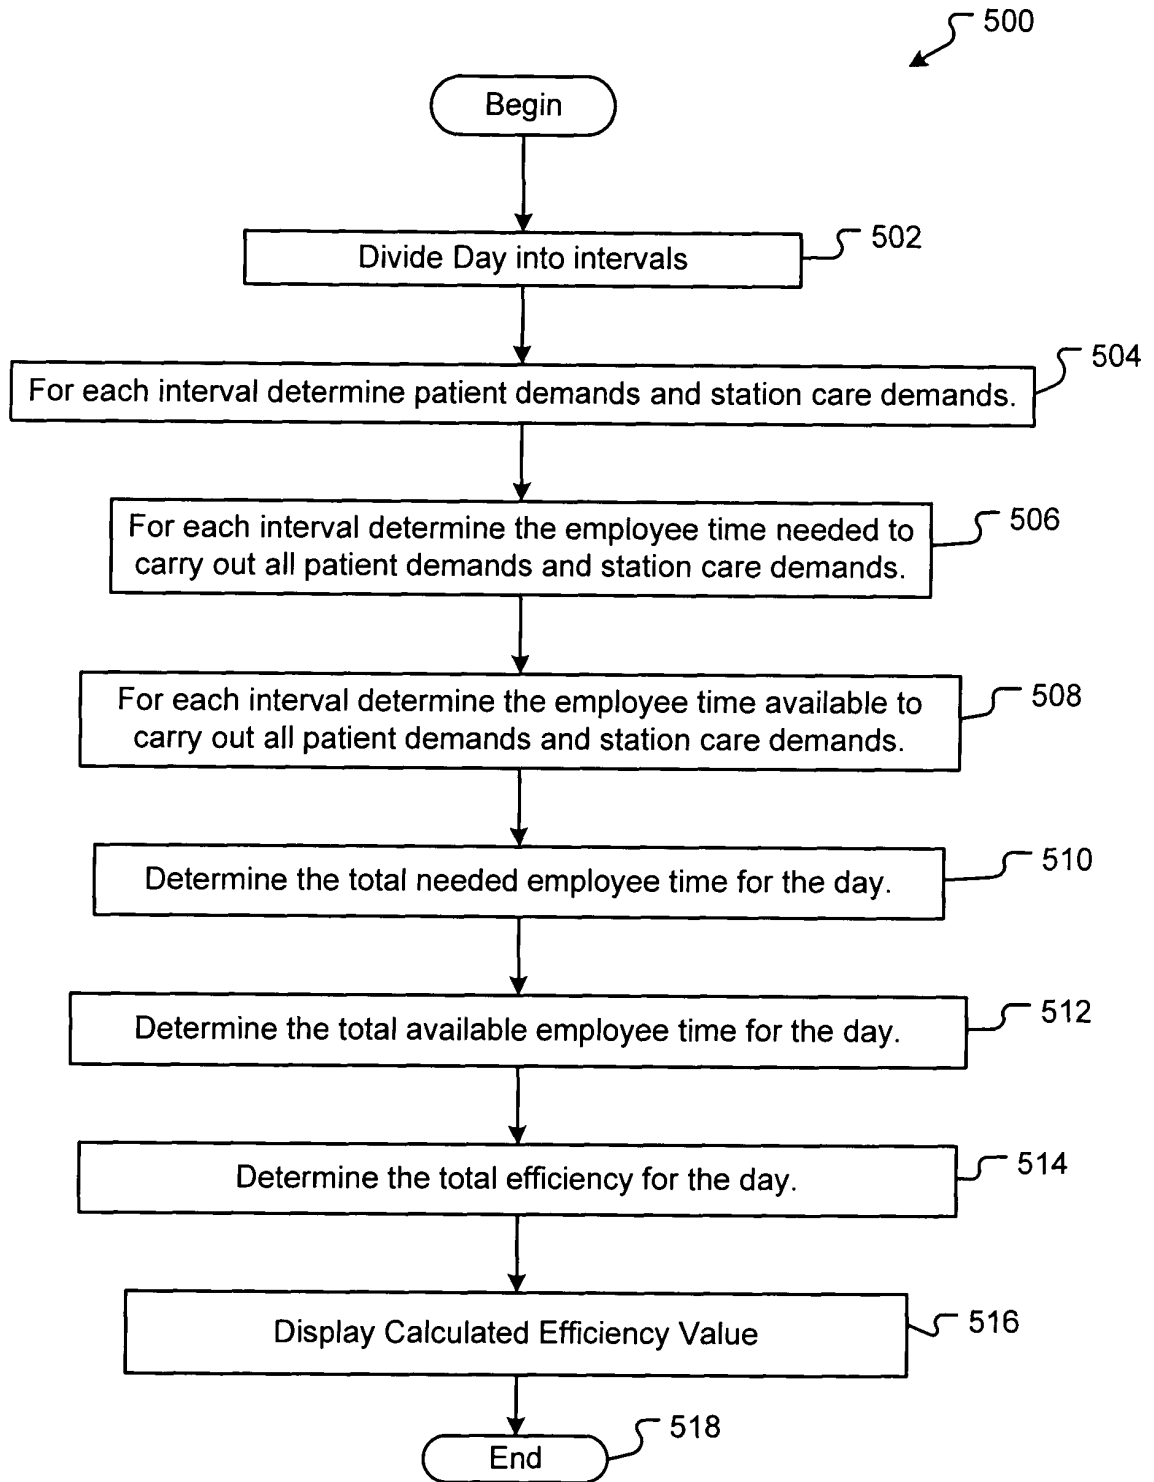 500
Begin
Divide Day into intervals
502
For each interval determine patient demands and station care demands.
504
For each interval determine the employee time needed to
carry out all patient demands and station care demands.
506
For each interval determine the employee time available to
carry out all patient demands and station care demands.
508
Determine the total needed employee time for the day.
510
Determine the total available employee time for the day.
512
Determine the total efficiency for the day.
514
Display Calculated Efficiency Value
516
End
518